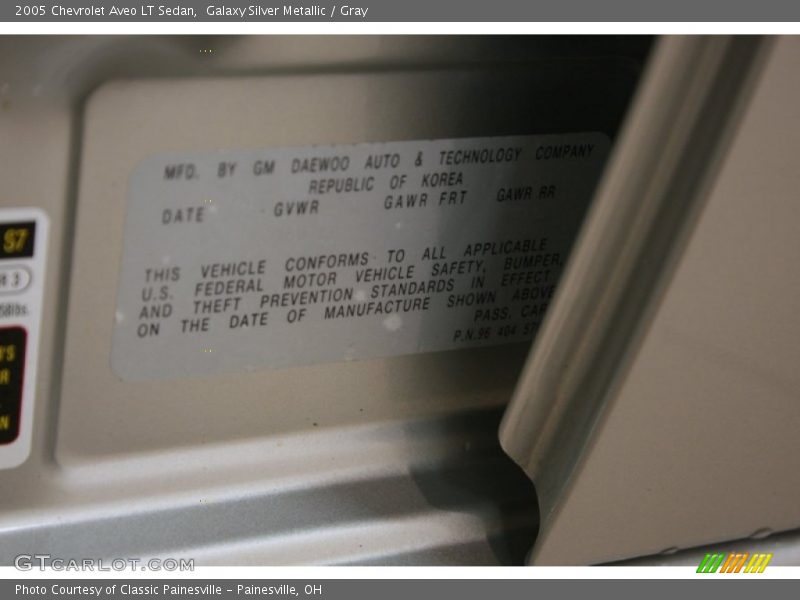 2005 Chevrolet Aveo LT Sedan, Galaxy Silver Metallic / Gray
MFD. BY GM DAEWOO AUTO & TECHNOLOGY COMPANY
REPUBLIC OF KOREA
DATE GVWR GAWR FRT GAWR RR
THIS VEHICLE CONFORMS TO ALL APPLICABLE
U.S. FEDERAL MOTOR VEHICLE SAFETY, BUMPER,
AND THEFT PREVENTION STANDARDS IN EFFECT
ON THE DATE OF MANUFACTURE SHOWN ABOVE
PASS. CAR
P.N.96 404
S7
GTCARLOT.COM
Photo Courtesy of Classic Painesville - Painesville, OH